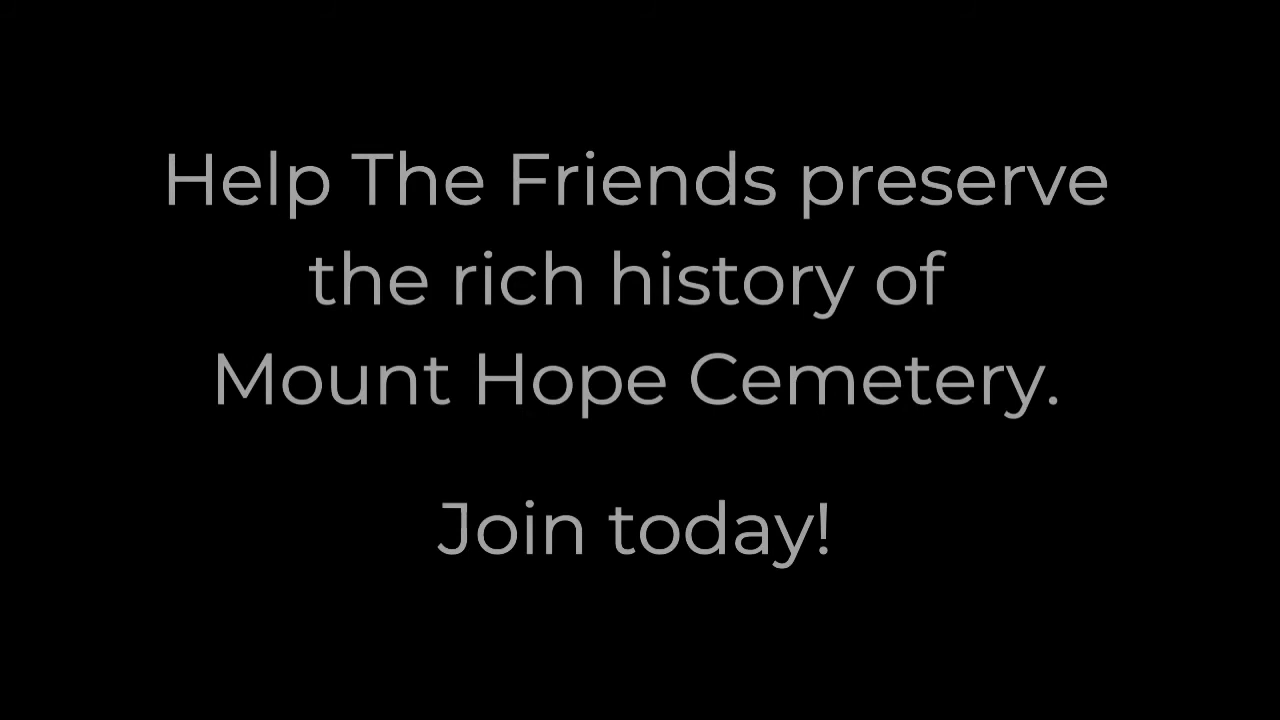 Help The Friends preserve
the rich history of
Mount Hope Cemetery.
Join today!